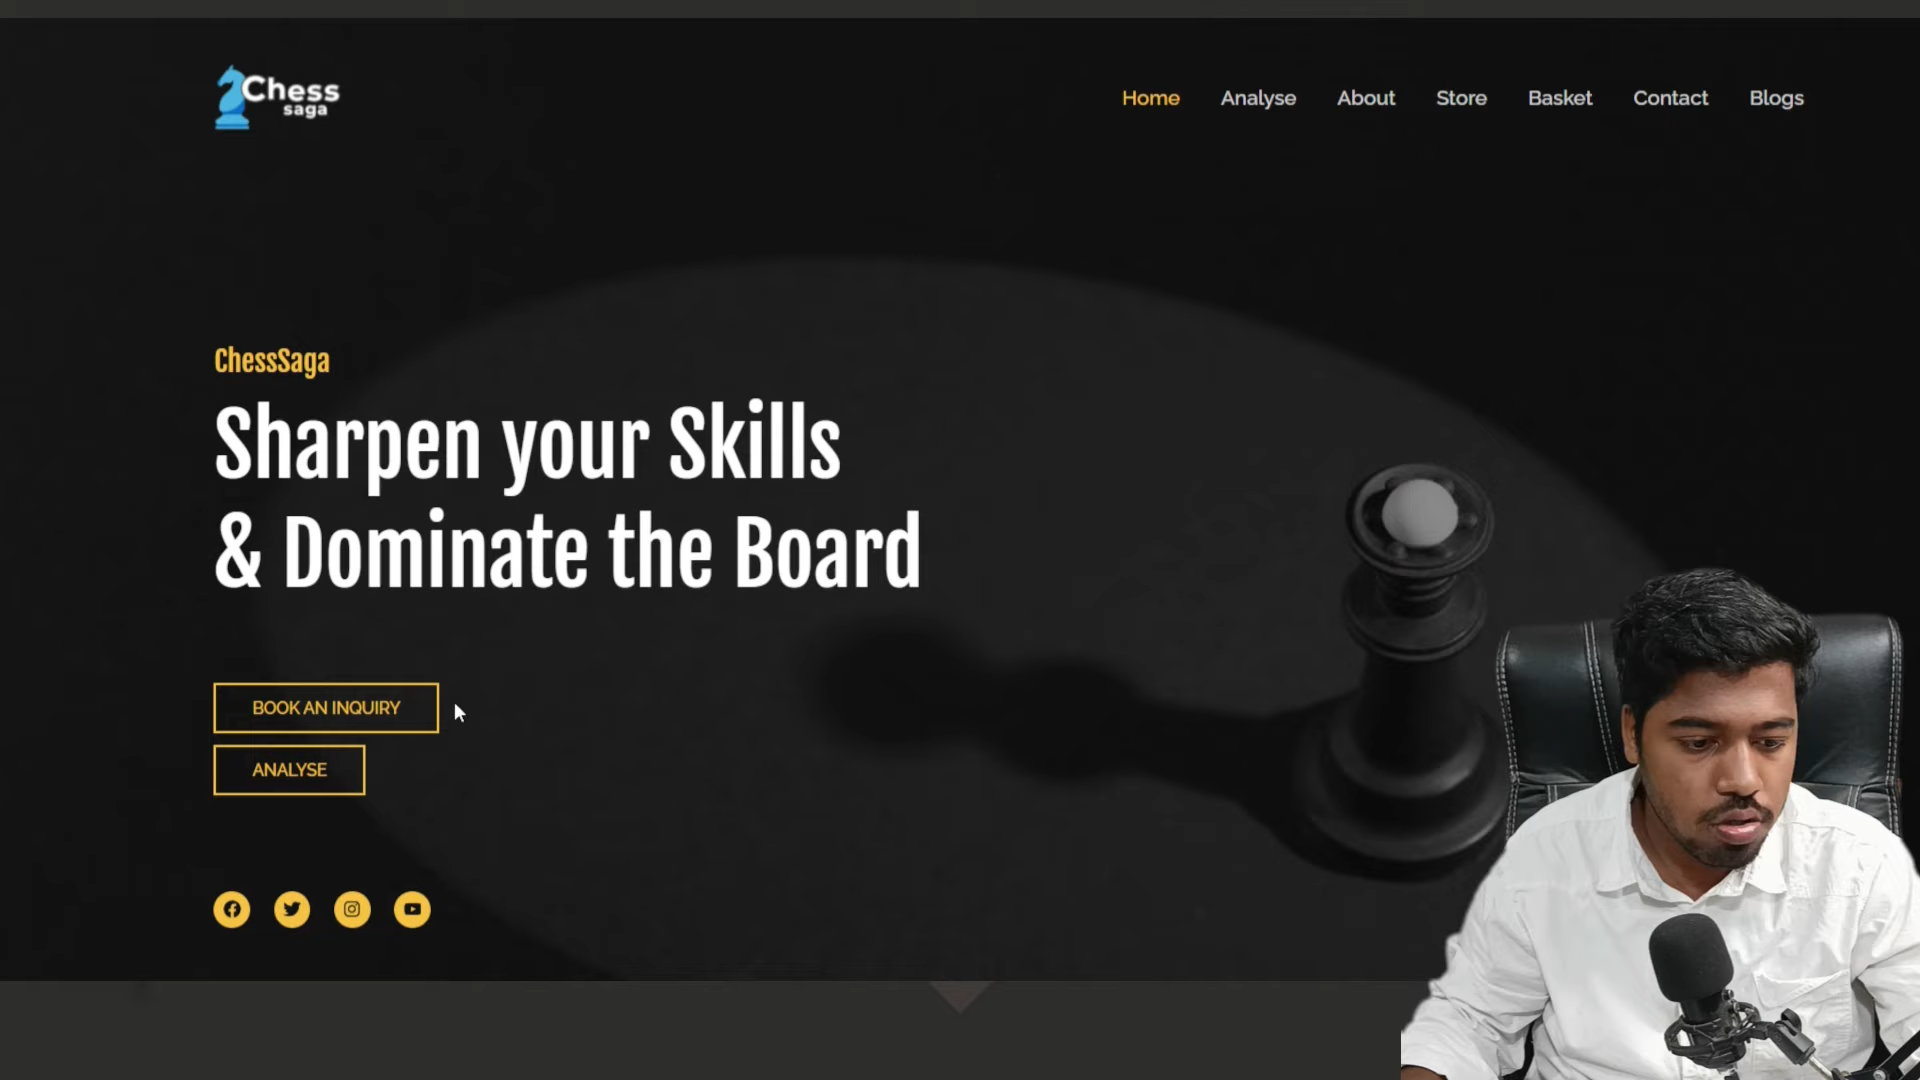 Chess
saga
Home
Analyse
About
Store
Basket
Contact
Blogs
ChessSaga
Sharpen your Skills
& Dominate the Board
BOOK AN INQUIRY
ANALYSE